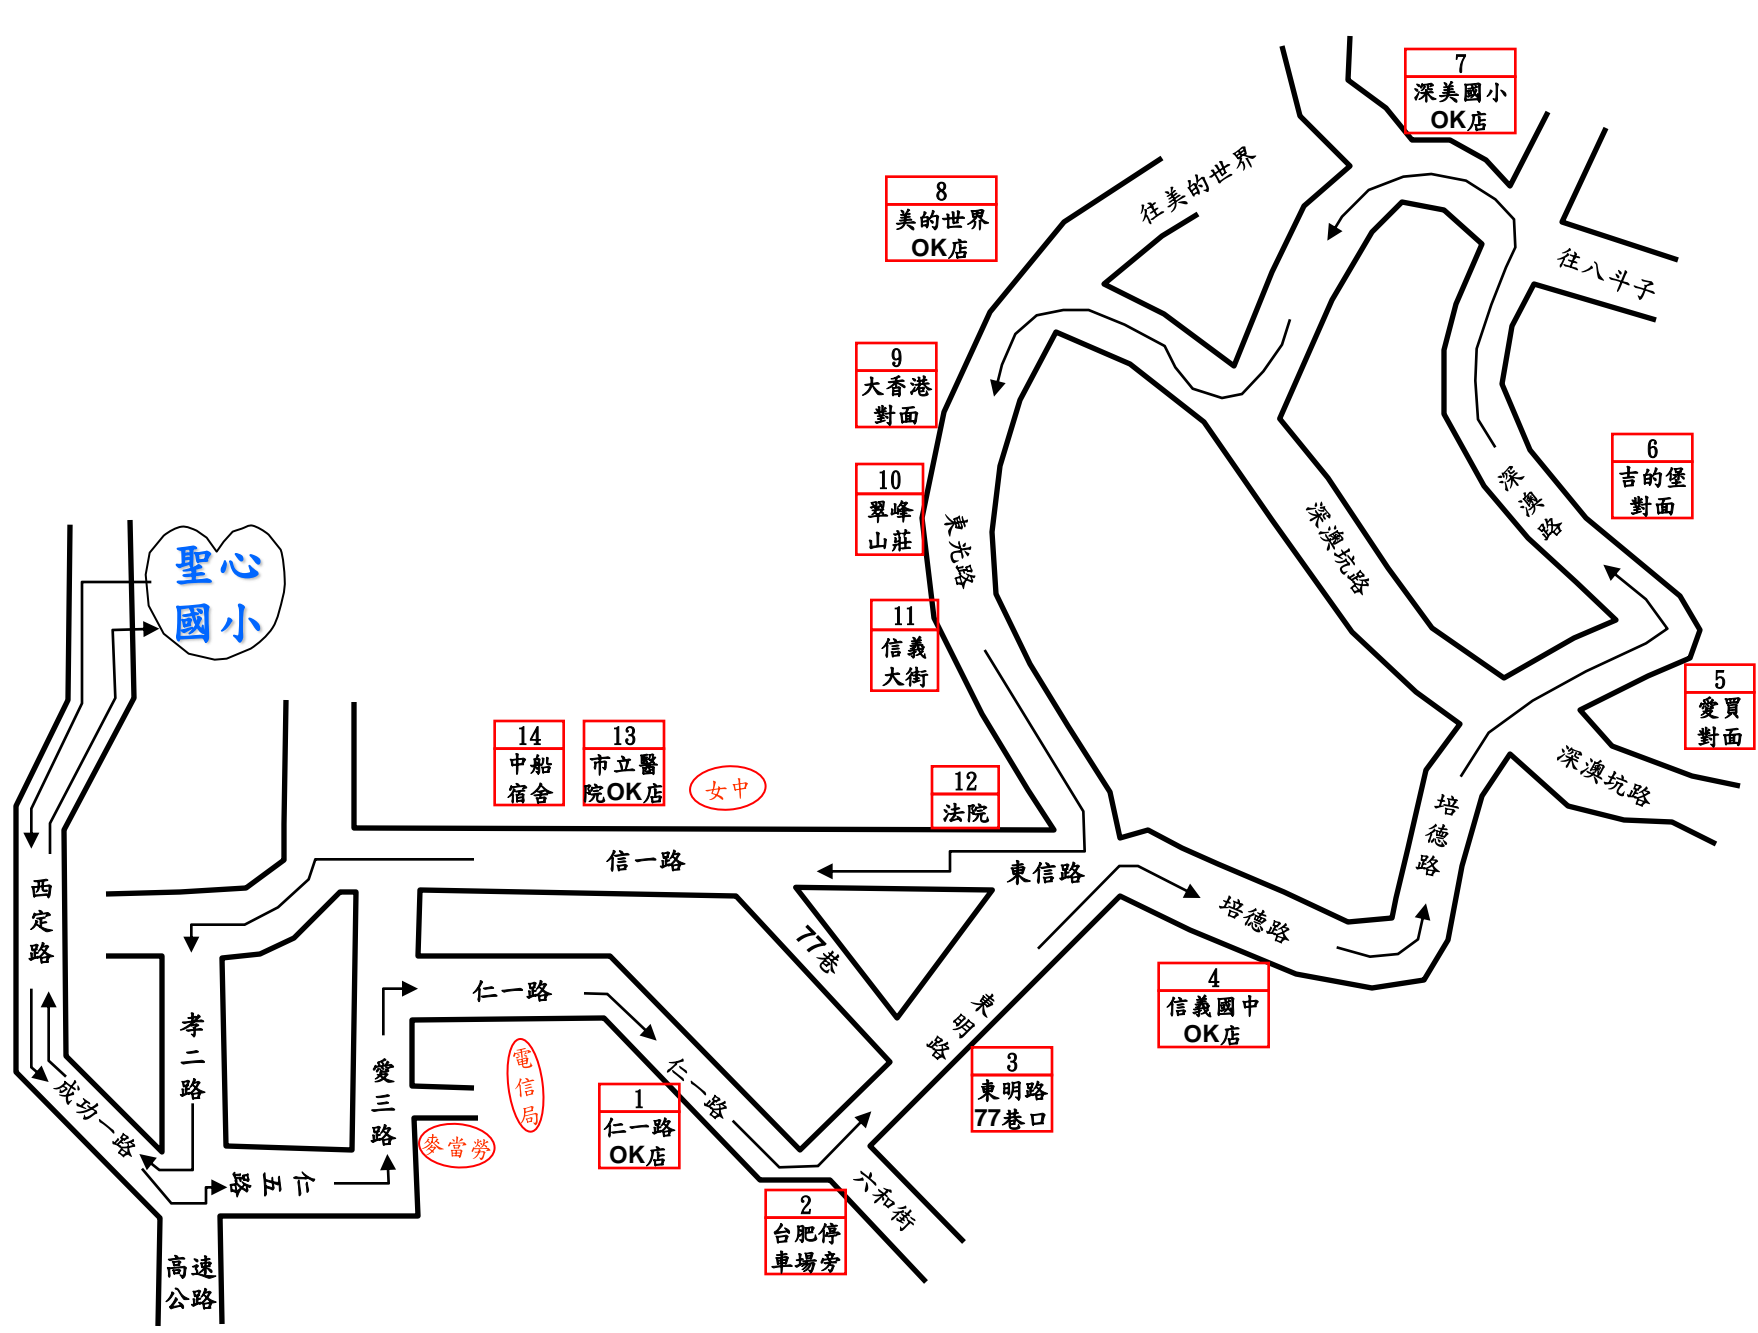 7
深美國小
OK店
往美的世界
8
美的世界
OK店
往八斗子
9
大香港
對面
6
吉的堡
對面
10
翠峰
山莊
深澳路
深澳坑路
東光路
聖心
國小
11
信義
大街
5
愛買
對面
14
中船
宿舍
13
市立醫
院OK店
女中
12
法院
深澳坑路
培德路
信一路
東信路
西定路
77巷
培德路
4
信義國中
OK店
仁一路
孝二路
東明路
愛三路
電信局
3
東明路
77巷口
仁一路
1
仁一路
OK店
成功一路
麥當勞
仁五路
2
台肥停
車場旁
六和街
高速
公路